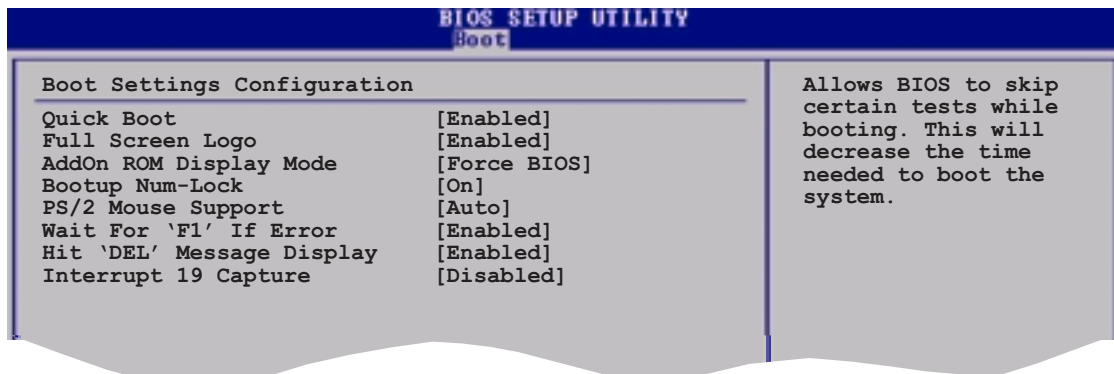 BIOS SETUP UTILITY
Boot
Boot Settings Configuration
Quick Boot [Enabled]
Full Screen Logo [Enabled]
AddOn ROM Display Mode [Force BIOS]
Bootup Num-Lock [On]
PS/2 Mouse Support [Auto]
Wait For ‘F1’ If Error [Enabled]
Hit ‘DEL’ Message Display [Enabled]
Interrupt 19 Capture [Disabled]
Allows BIOS to skip
certain tests while
booting. This will
decrease the time
needed to boot the
system.